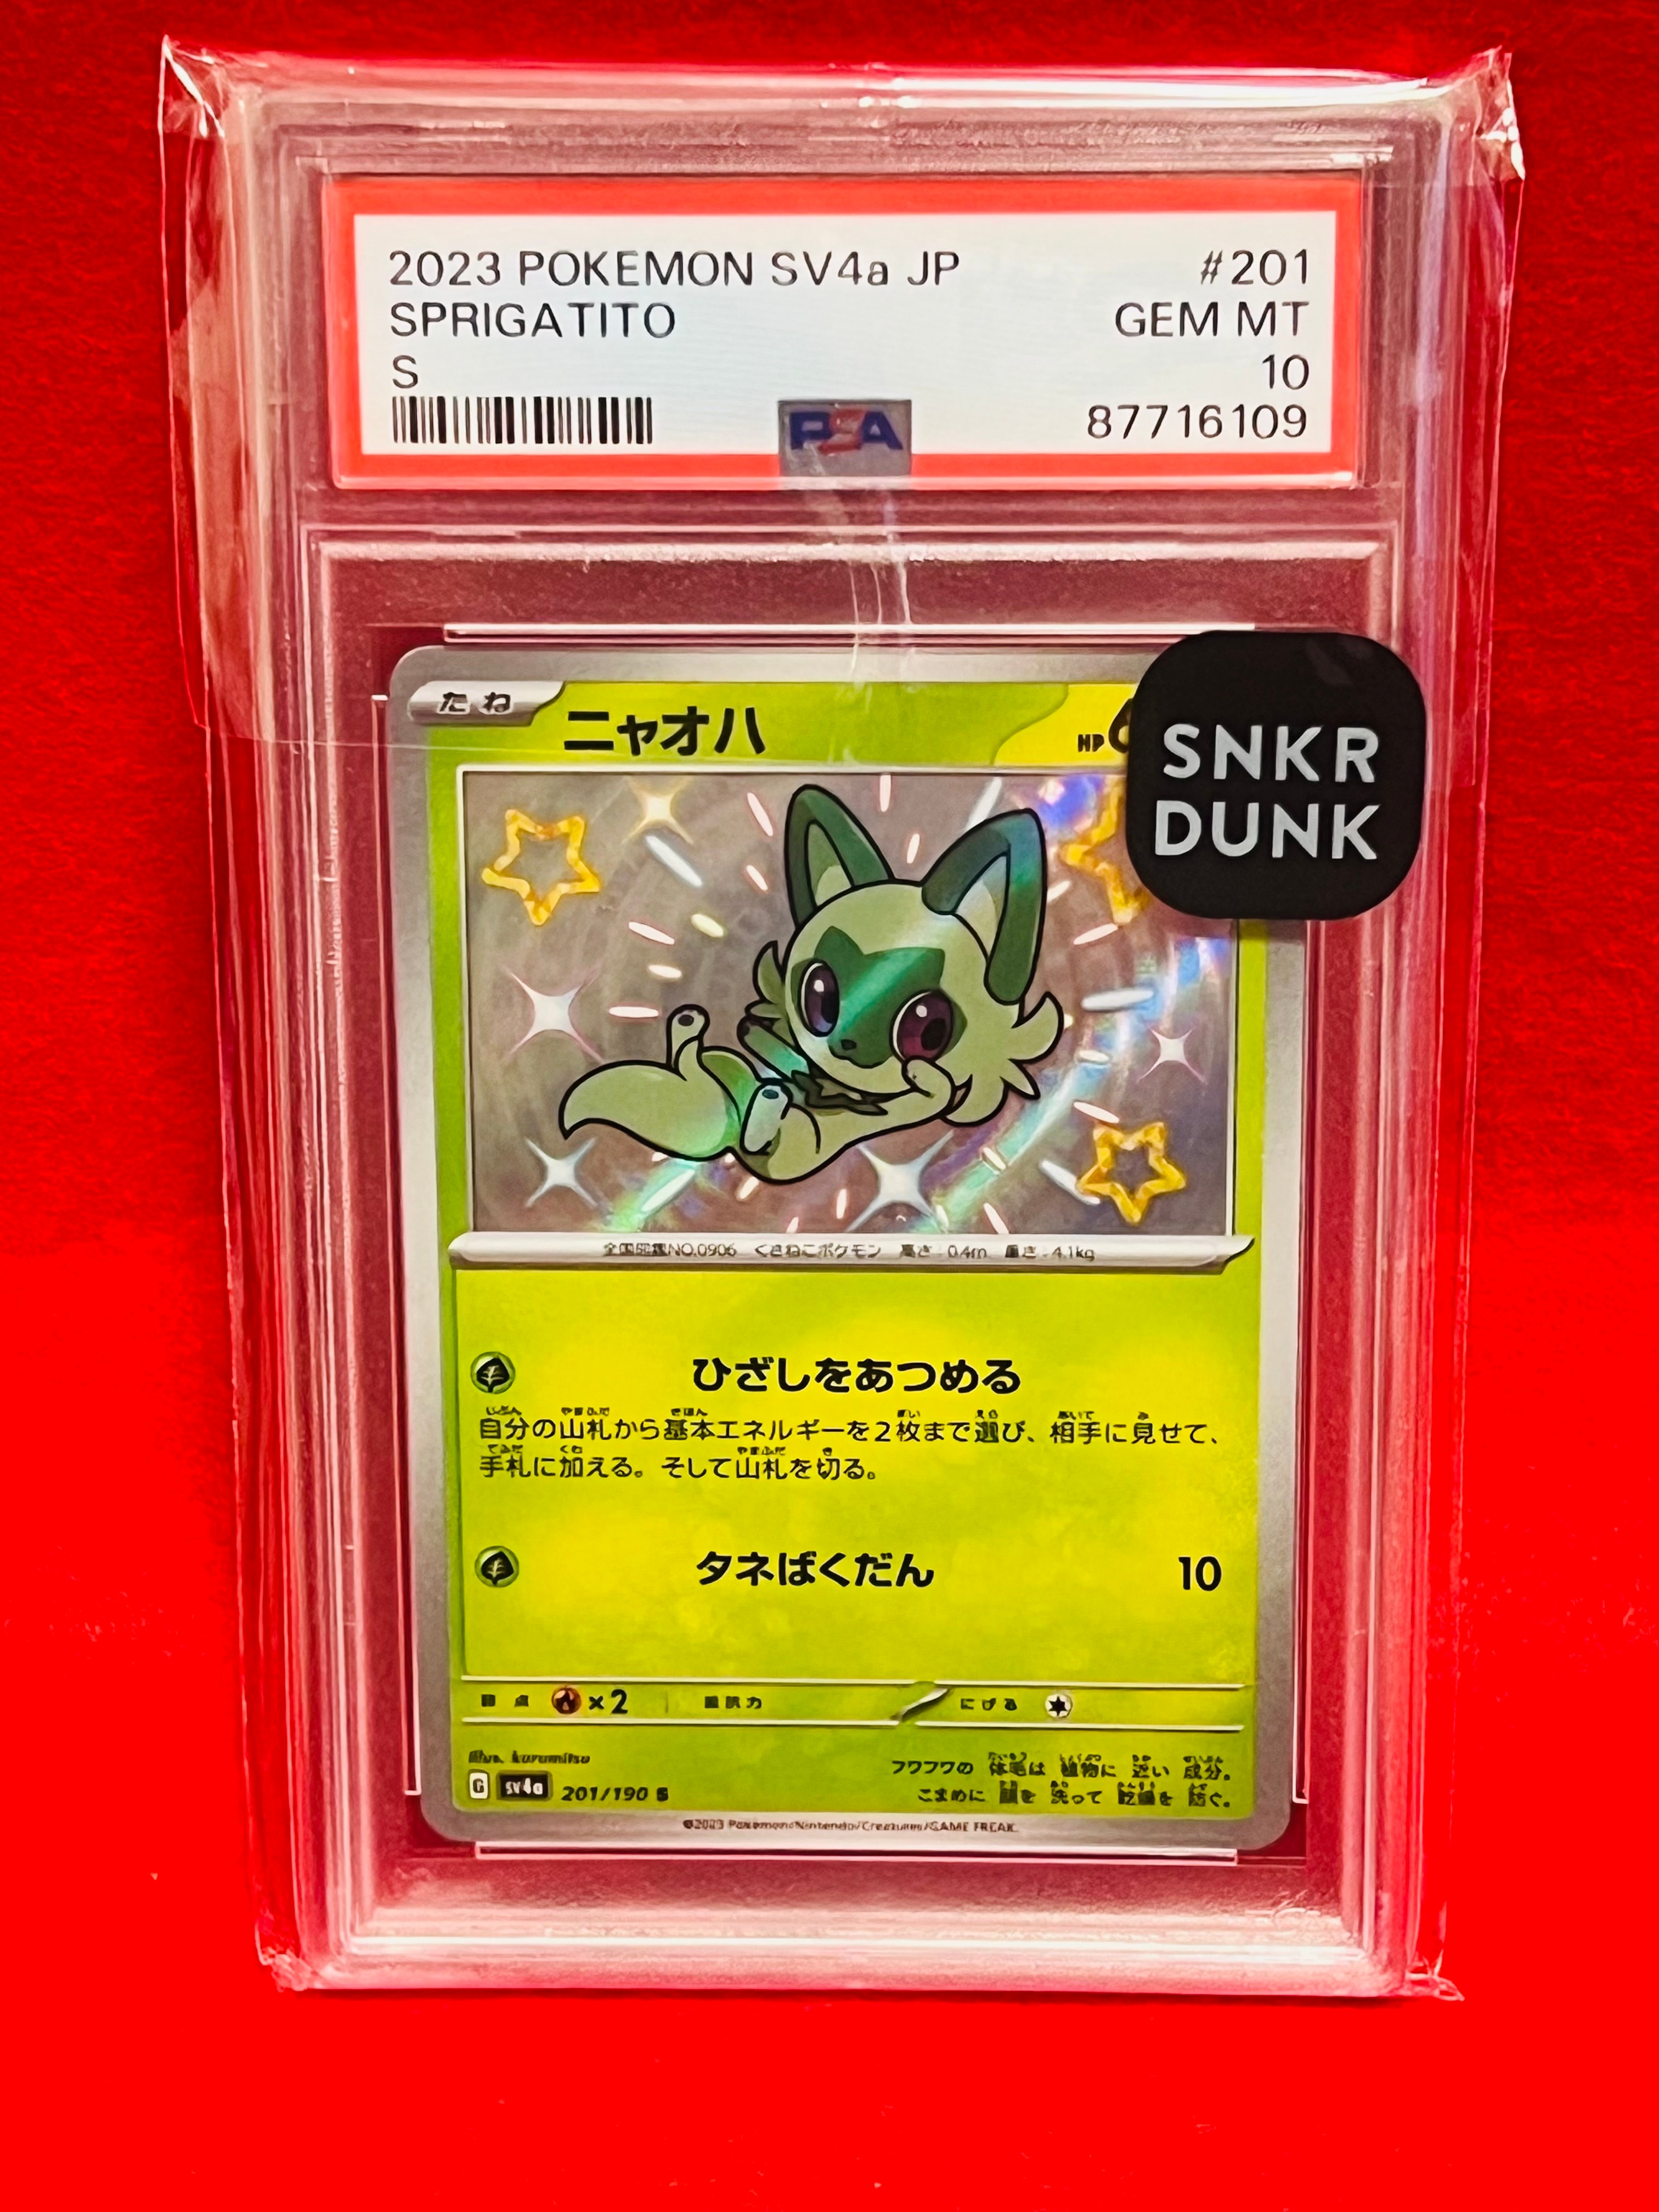 2023 POKEMON SV4a JP #201
SPRIGATITO GEM MT
S 10
87716109
PSA
たね ニャオハ HP
SNKR
DUNK
全国図鑑NO.0906 くさねこポケモン 高さ:0.4m 重さ:4.1kg
ひざしをあつめる
自分の山札から基本エネルギーを2枚まで選び、相手に見せて、
手札に加える。そして山札を切る。
タネばくだん 10
弱点 ×2 抵抗力 にげる
illus. kurumitsu
G SV4a 201/190 S
フワフワの 体毛は 植物に 近い 成分。
こまめに 顔を 洗って 乾燥を 防ぐ。
©2023 Pokémon/Nintendo/Creatures/GAME FREAK.